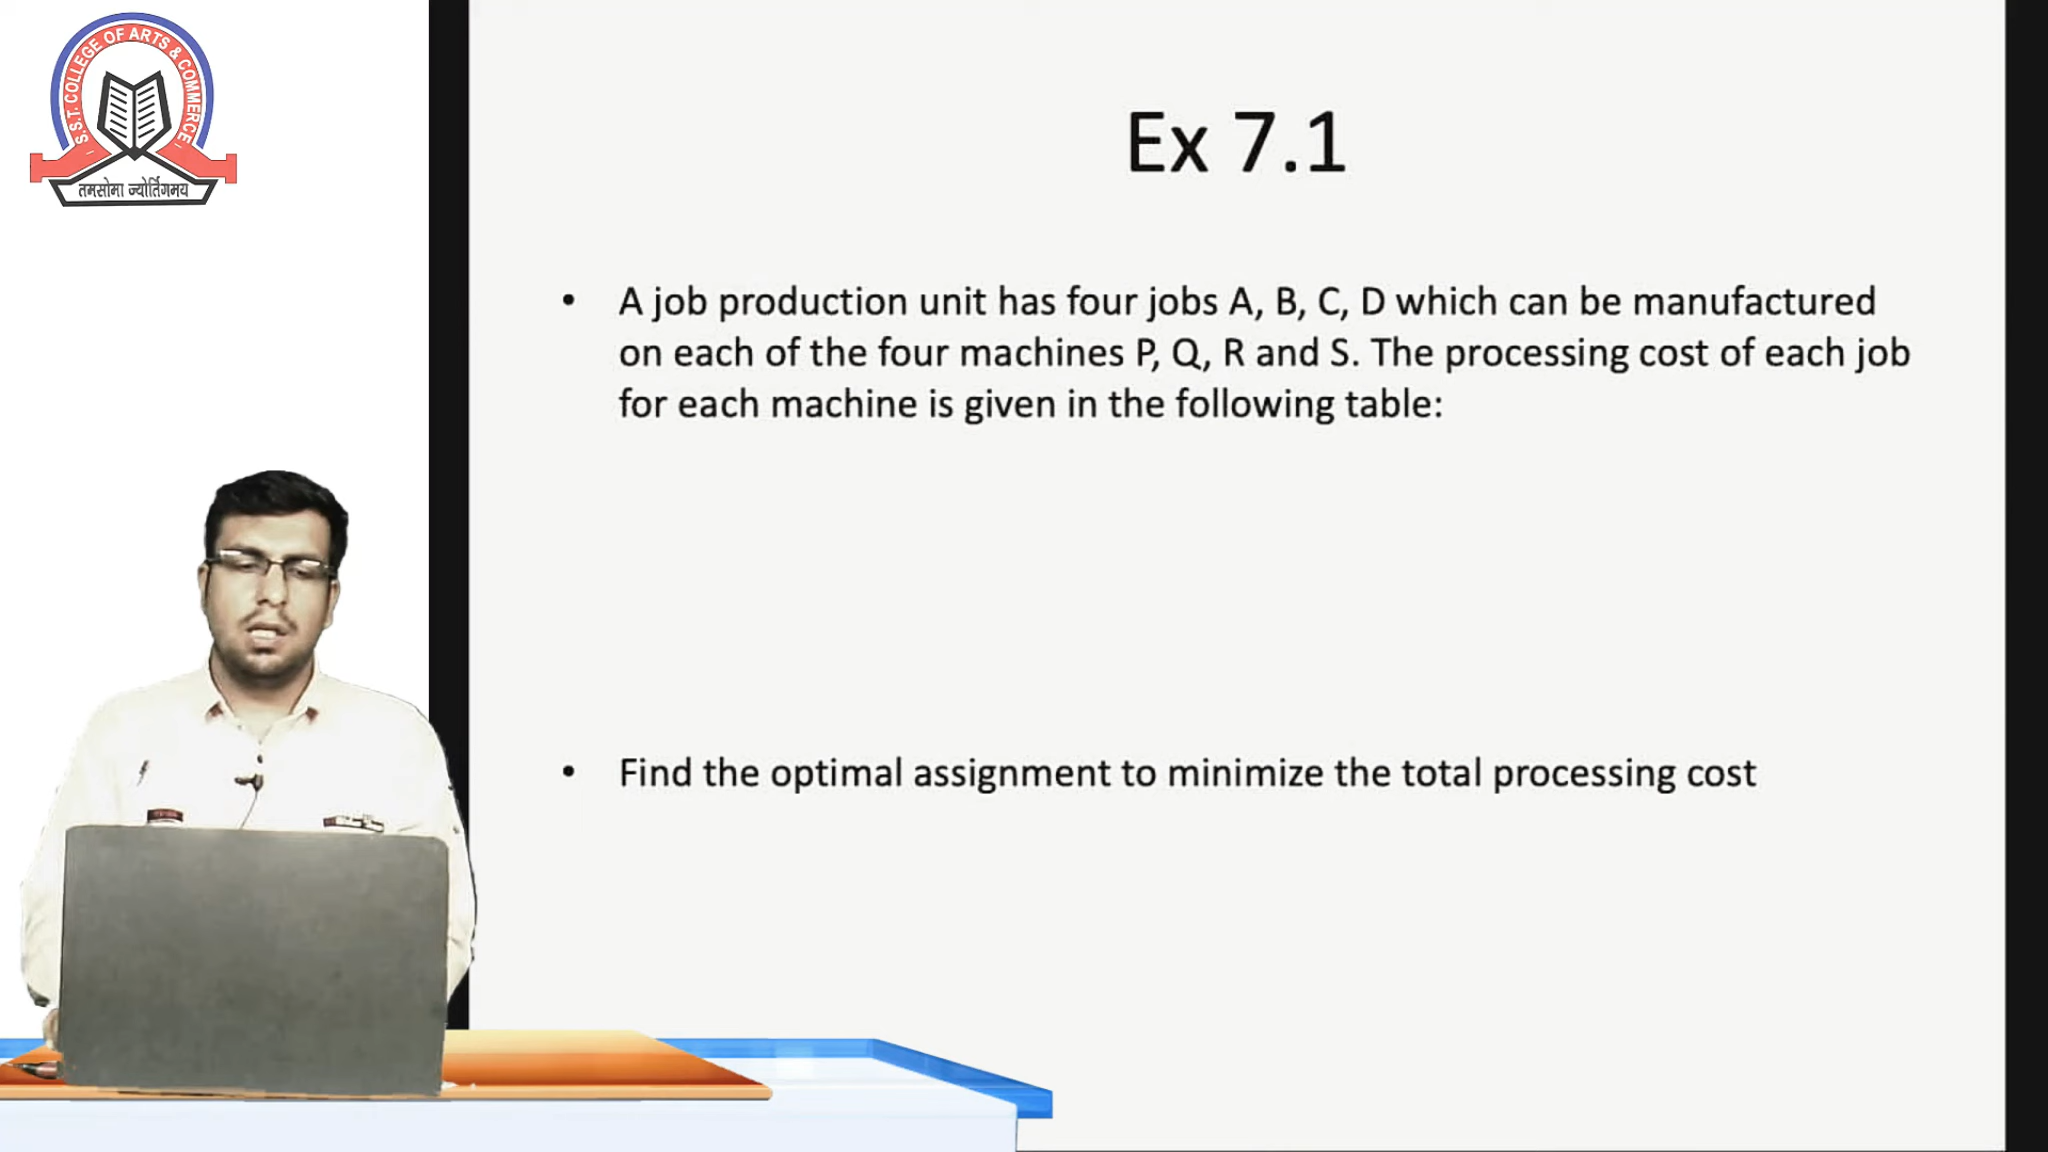 S.S.T. COLLEGE OF ARTS & COMMERCE
तमसोमा ज्योर्तिगमय
Ex 7.1
• A job production unit has four jobs A, B, C, D which can be manufactured
on each of the four machines P, Q, R and S. The processing cost of each job
for each machine is given in the following table:
• Find the optimal assignment to minimize the total processing cost